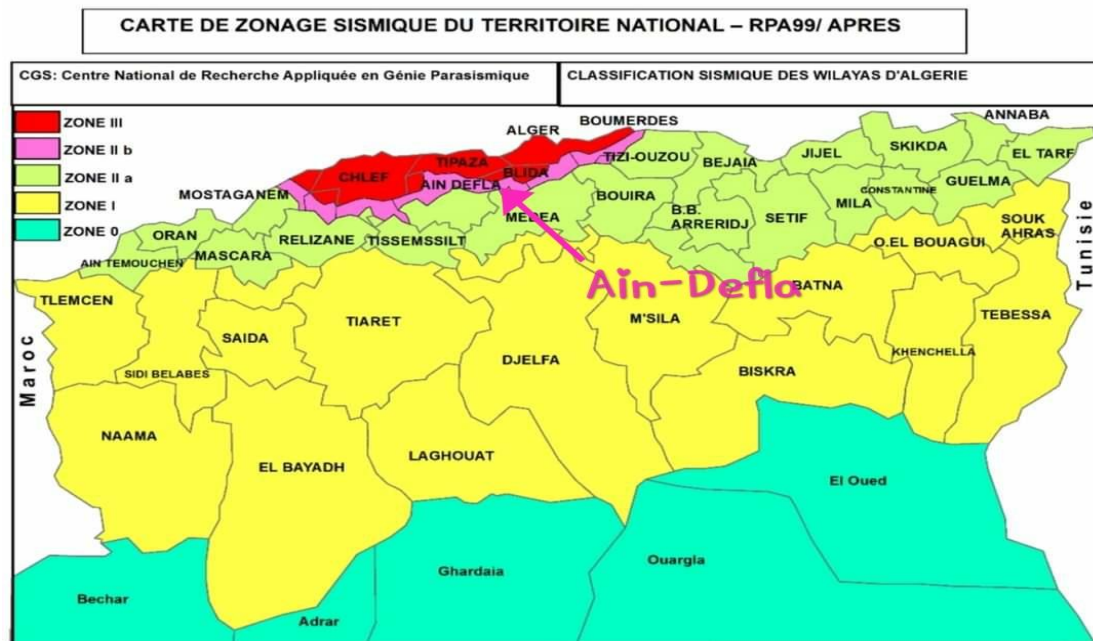 CARTE DE ZONAGE SISMIQUE DU TERRITOIRE NATIONAL – RPA99/ APRES
CGS: Centre National de Recherche Appliquée en Génie Parasismique
CLASSIFICATION SISMIQUE DES WILAYAS D'ALGERIE
ZONE III
ZONE II b
ZONE II a
ZONE I
ZONE 0
ANNABA
BOUMERDES
ALGER
SKIKDA
JIJEL
EL TARF
TIZI-OUZOU
BEJAIA
TIPAZA
BLIDA
CHLEF
AIN DEFLA
GUELMA
CONSTANTINE
MOSTAGANEM
BOUIRA
MILA
MEDEA
B.B.
ARRERIDJ
SETIF
SOUK
AHRAS
ORAN
RELIZANE
TISSEMSSILT
O.EL BOUAGUI
MASCARA
AIN TEMOUCHEN
Tunisie
Ain-Defla
BATNA
TLEMCEN
TIARET
M'SILA
TEBESSA
SAIDA
KHENCHELLA
DJELFA
SIDI BELABES
BISKRA
Maroc
NAAMA
LAGHOUAT
EL BAYADH
El Oued
Ouargla
Ghardaia
Bechar
Adrar